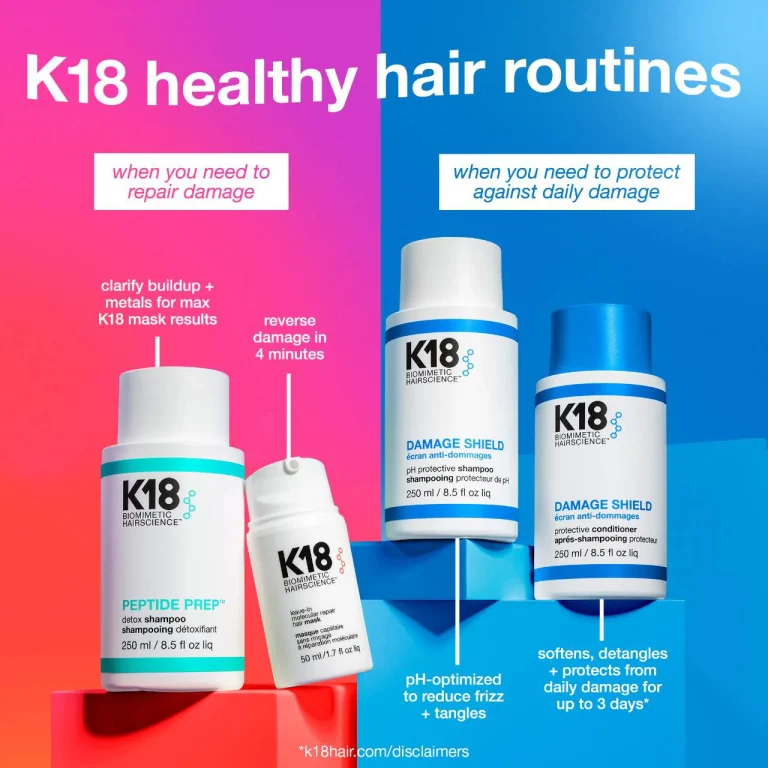 K18 healthy hair routines
when you need to
repair damage
when you need to protect
against daily damage
clarify buildup +
metals for max
K18 mask results
reverse
damage in
4 minutes
K18
BIOMIMETIC
HAIRSCIENCE™
PEPTIDE PREP™
detox shampoo
shampooing détoxifiant
250 ml / 8.5 fl oz liq
K18
BIOMIMETIC
HAIRSCIENCE™
leave-in
molecular repair
hair mask
masque capillaire
sans rinçage
à réparation moléculaire
50 ml/1.7 fl oz liq
K18
BIOMIMETIC
HAIRSCIENCE™
DAMAGE SHIELD
écran anti-dommages
pH protective shampoo
shampooing protecteur de pH
250 ml / 8.5 fl oz liq
K18
BIOMIMETIC
HAIRSCIENCE™
DAMAGE SHIELD
écran anti-dommages
protective conditioner
après-shampooing protecteur
250 ml / 8.5 fl oz liq
pH-optimized
to reduce frizz
+ tangles
softens, detangles
+ protects from
daily damage for
up to 3 days*
*k18hair.com/disclaimers